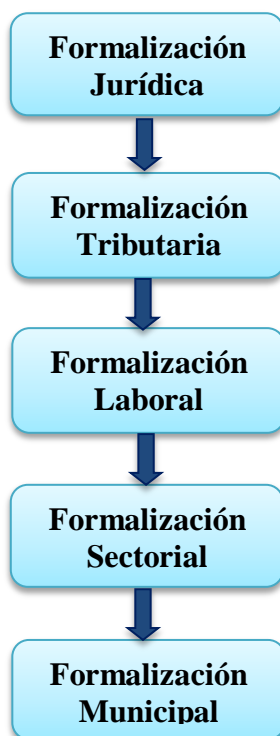 Formalización
Jurídica
Formalización
Tributaria
Formalización
Laboral
Formalización
Sectorial
Formalización
Municipal